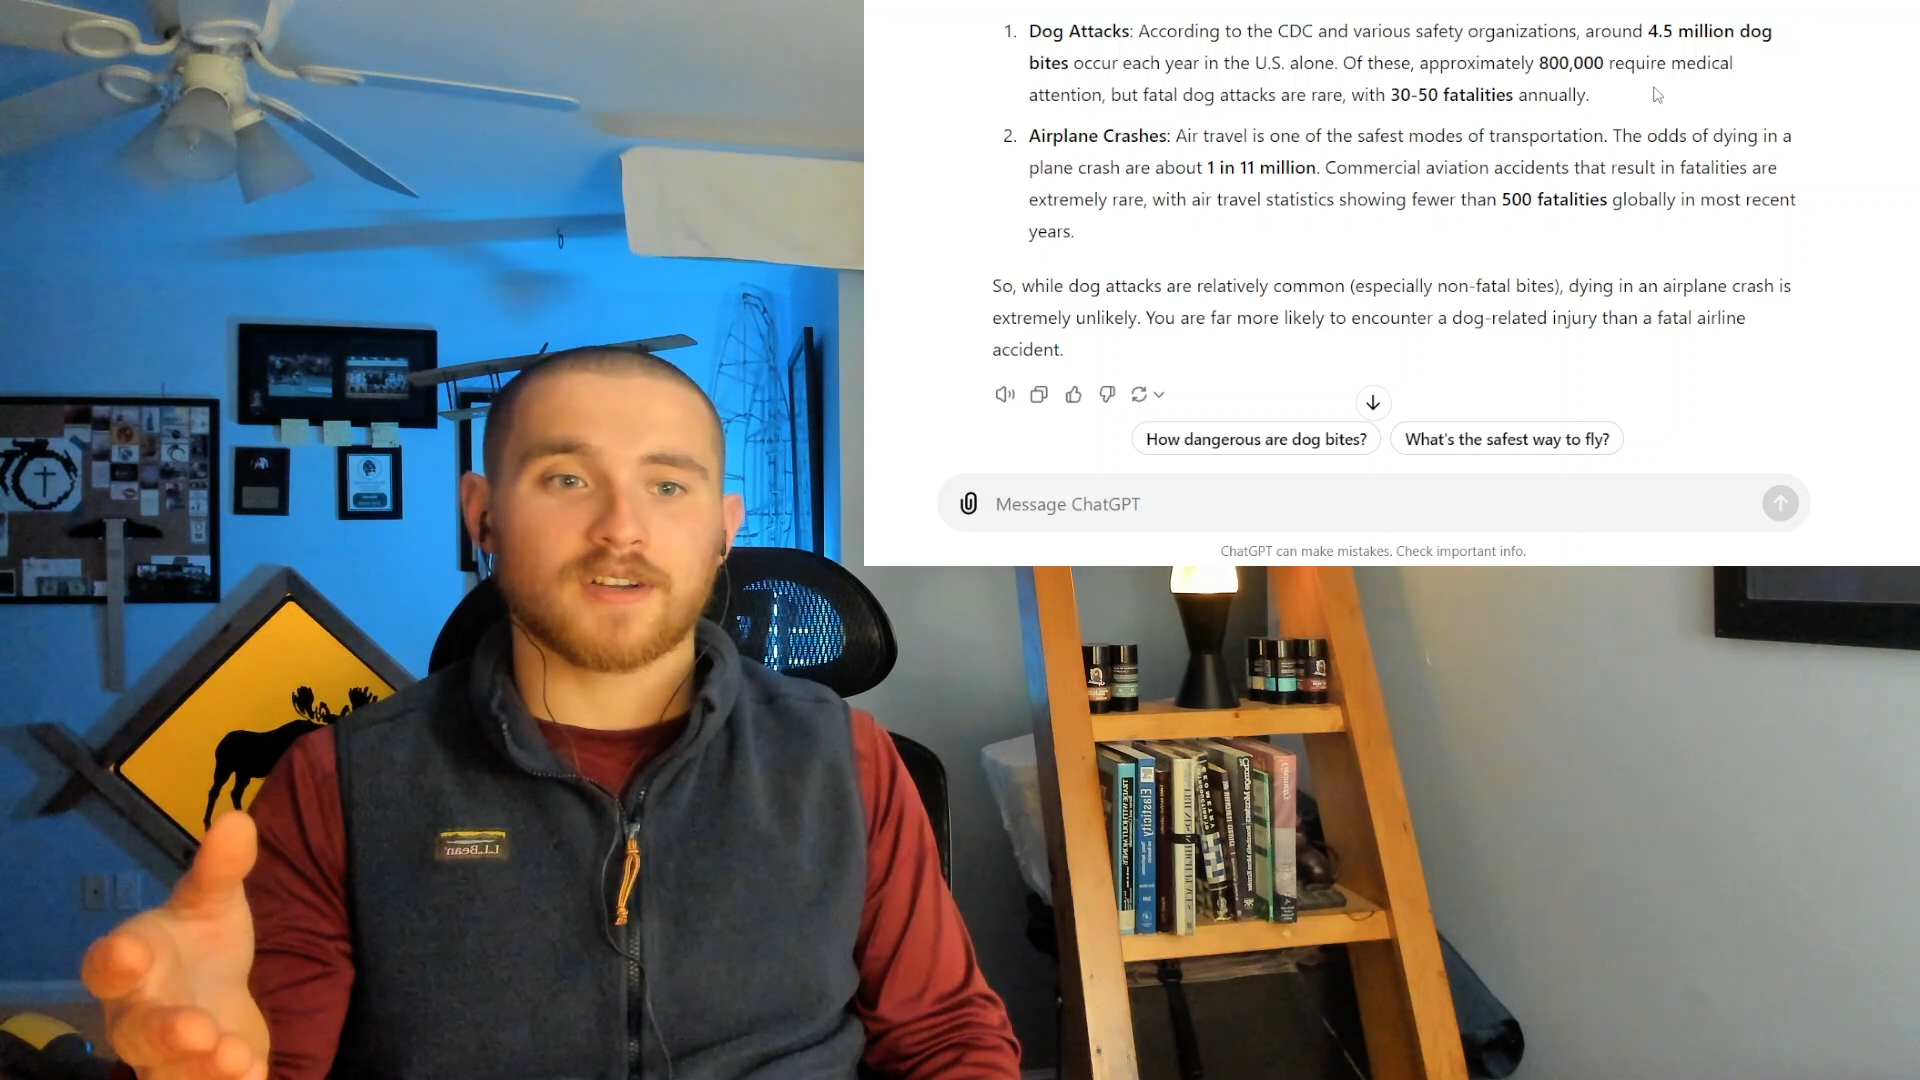 1. Dog Attacks: According to the CDC and various safety organizations, around 4.5 million dog
bites occur each year in the U.S. alone. Of these, approximately 800,000 require medical
attention, but fatal dog attacks are rare, with 30-50 fatalities annually.
2. Airplane Crashes: Air travel is one of the safest modes of transportation. The odds of dying in a
plane crash are about 1 in 11 million. Commercial aviation accidents that result in fatalities are
extremely rare, with air travel statistics showing fewer than 500 fatalities globally in most recent
years.
So, while dog attacks are relatively common (especially non-fatal bites), dying in an airplane crash is
extremely unlikely. You are far more likely to encounter a dog-related injury than a fatal airline
accident.
How dangerous are dog bites?
What's the safest way to fly?
Message ChatGPT
ChatGPT can make mistakes. Check important info.
L.L.Bean
Elasticity